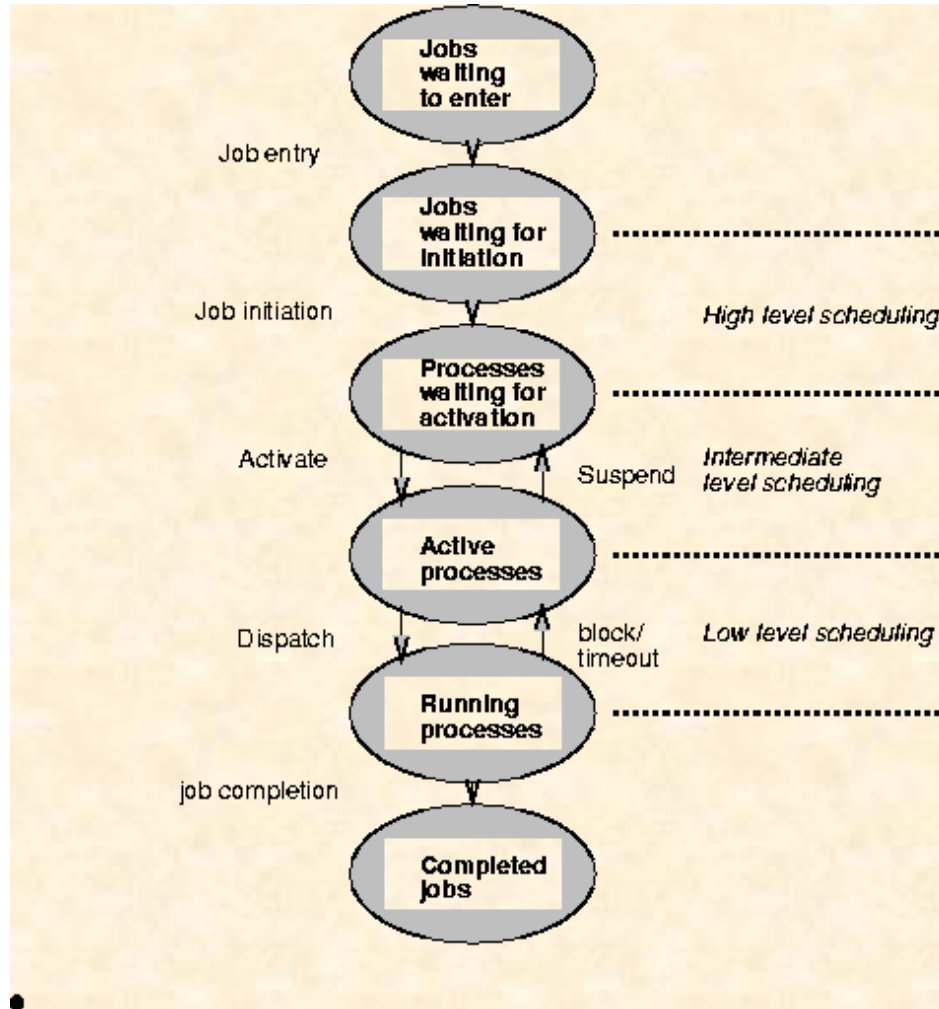 Jobs
waiting
to enter
Job entry
Jobs
waiting for
initiation
Job initiation
High level scheduling
Processes
waiting for
activation
Activate
Suspend
Intermediate
level scheduling
Active
processes
Dispatch
block/
timeout
Low level scheduling
Running
processes
job completion
Completed
jobs